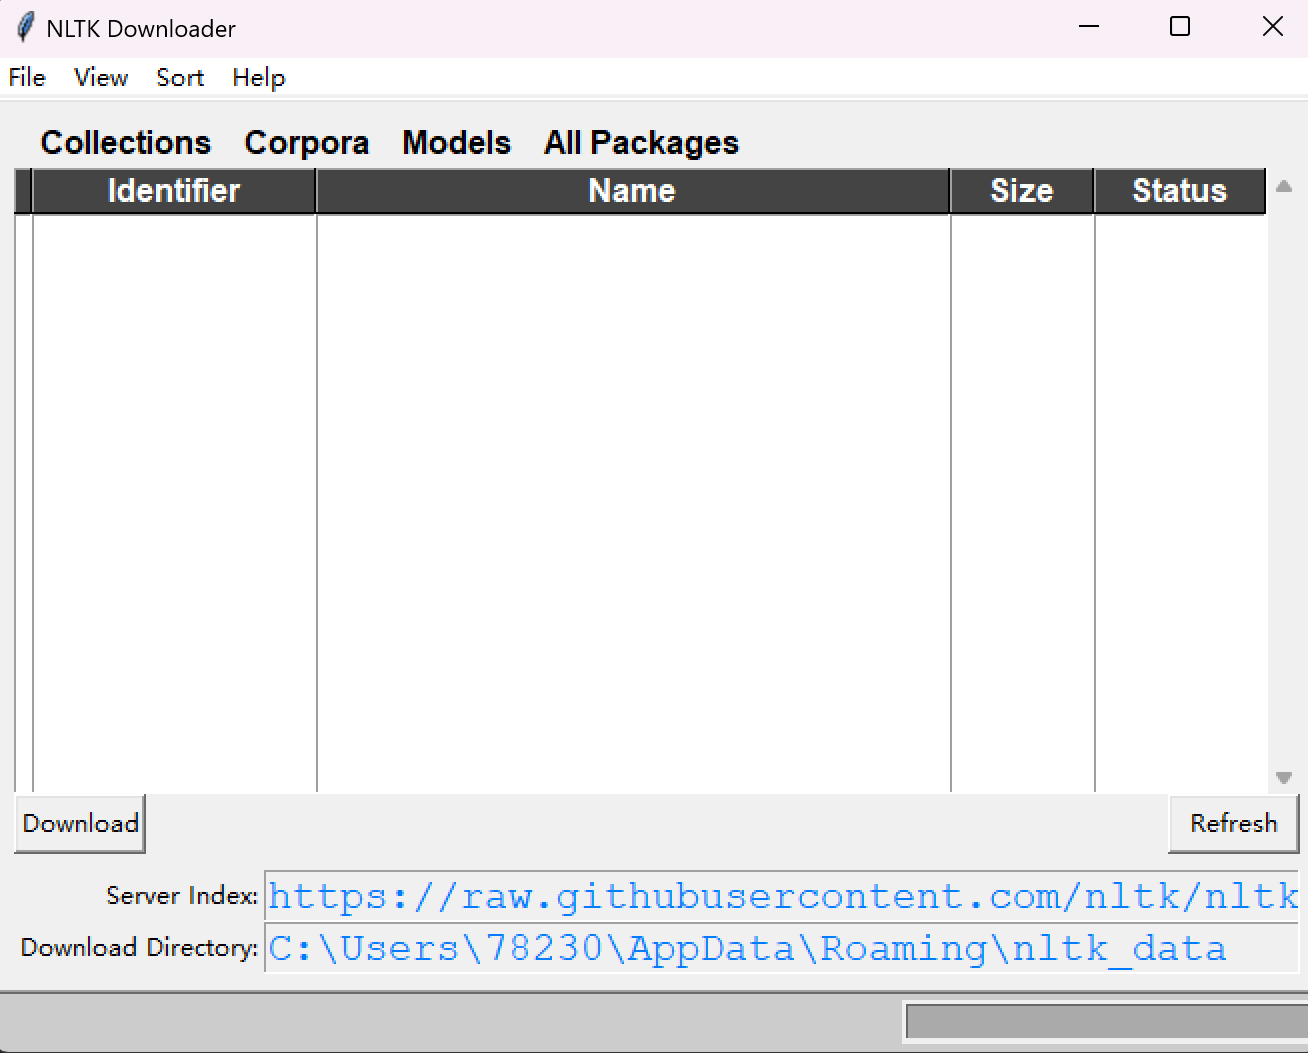 NLTK Downloader
File View Sort Help
Collections Corpora Models All Packages
Identifier Name Size Status
Download Refresh
Server Index: https://raw.githubusercontent.com/nltk/nltk
Download Directory: C:\Users\78230\AppData\Roaming\nltk_data